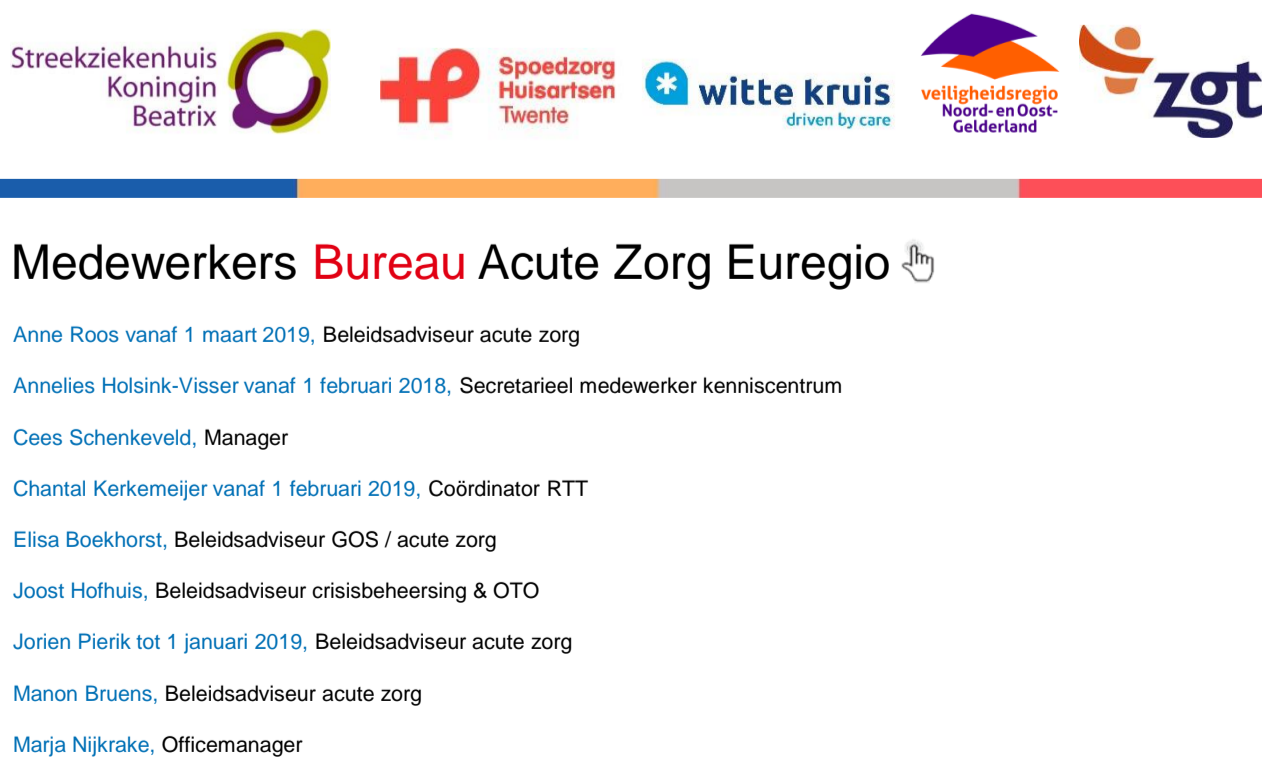 Streekziekenhuis
Koningin
Beatrix
Spoedzorg
Huisartsen
Twente
witte kruis
driven by care
veiligheidsregio
Noord- en Oost-
Gelderland
zgt
Medewerkers Bureau Acute Zorg Euregio
Anne Roos vanaf 1 maart 2019, Beleidsadviseur acute zorg
Annelies Holsink-Visser vanaf 1 februari 2018, Secretarieel medewerker kenniscentrum
Cees Schenkeveld, Manager
Chantal Kerkemeijer vanaf 1 februari 2019, Coördinator RTT
Elisa Boekhorst, Beleidsadviseur GOS / acute zorg
Joost Hofhuis, Beleidsadviseur crisisbeheersing & OTO
Jorien Pierik tot 1 januari 2019, Beleidsadviseur acute zorg
Manon Bruens, Beleidsadviseur acute zorg
Marja Nijkrake, Officemanager